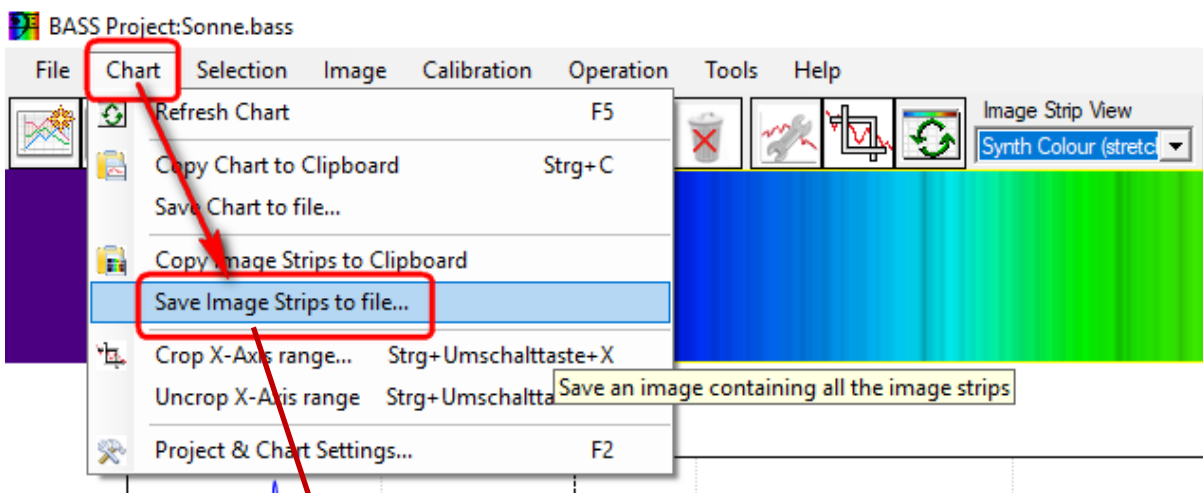 BASS Project:Sonne.bass
File Chart Selection Image Calibration Operation Tools Help
Refresh Chart F5
Image Strip View
Synth Colour (stretcl
Copy Chart to Clipboard Strg+C
Save Chart to file...
Copy Image Strips to Clipboard
Save Image Strips to file...
Crop X-Axis range... Strg+Umschalttaste+X
Uncrop X-Axis range Strg+Umschaltta
Save an image containing all the image strips
Project & Chart Settings... F2